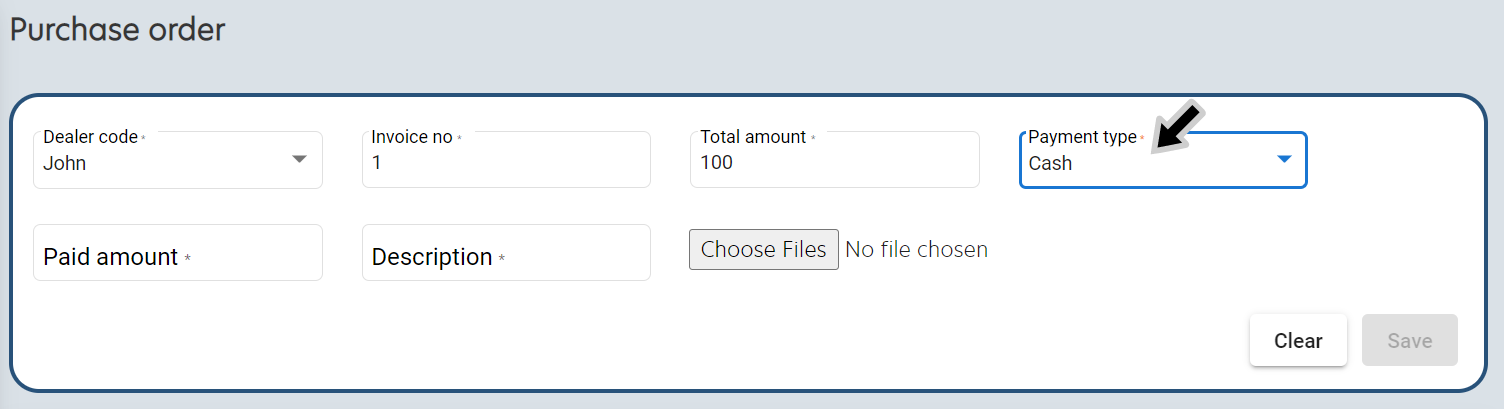 Purchase order
Dealer code * Invoice no * Total amount * Payment type *
John 1 100 Cash
Paid amount * Description * Choose Files No file chosen
Clear Save